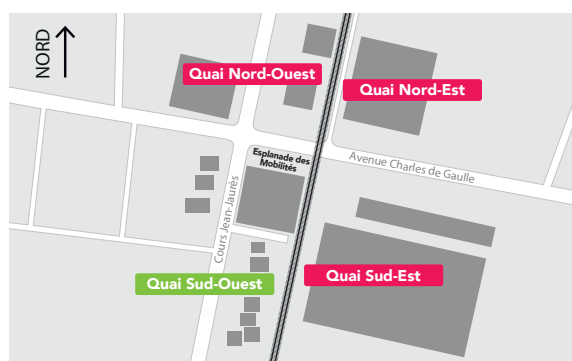 NORD
Quai Nord-Ouest
Quai Nord-Est
Esplanade des
Mobilités
Avenue Charles de Gaulle
Cours Jean-Jaurès
Quai Sud-Ouest
Quai Sud-Est